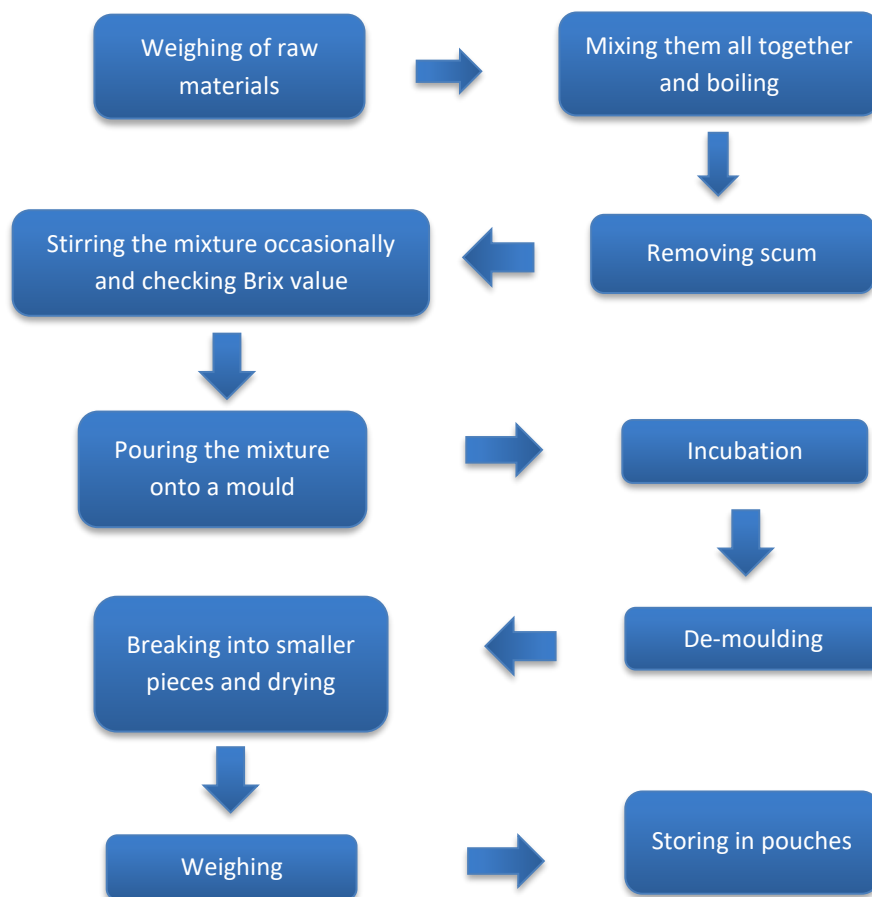 Weighing of raw
materials
Mixing them all together
and boiling
Removing scum
Stirring the mixture occasionally
and checking Brix value
Pouring the mixture
onto a mould
Incubation
De-moulding
Breaking into smaller
pieces and drying
Weighing
Storing in pouches